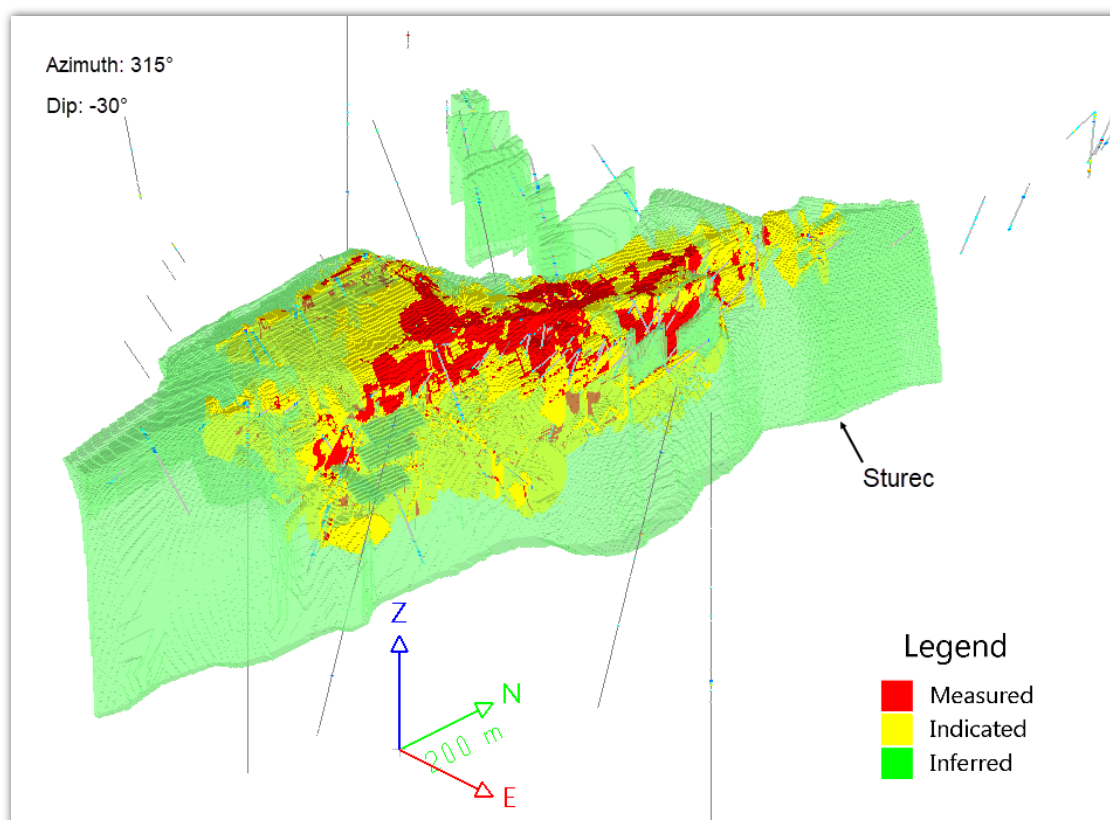 Azimuth: 315°
Dip: -30°
Sturec
Z
N
200 m
E
Legend
Measured
Indicated
Inferred